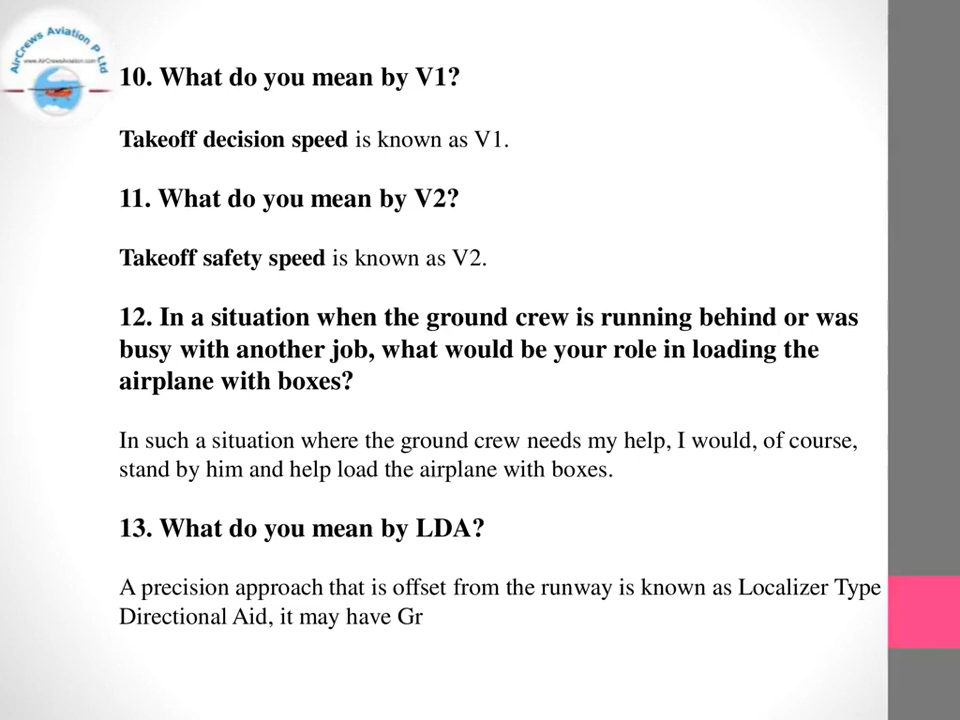 AirCrews Aviation P Ltd
www.AirCrewsAviation.com
10. What do you mean by V1?
Takeoff decision speed is known as V1.
11. What do you mean by V2?
Takeoff safety speed is known as V2.
12. In a situation when the ground crew is running behind or was
busy with another job, what would be your role in loading the
airplane with boxes?
In such a situation where the ground crew needs my help, I would, of course,
stand by him and help load the airplane with boxes.
13. What do you mean by LDA?
A precision approach that is offset from the runway is known as Localizer Type
Directional Aid, it may have Gr